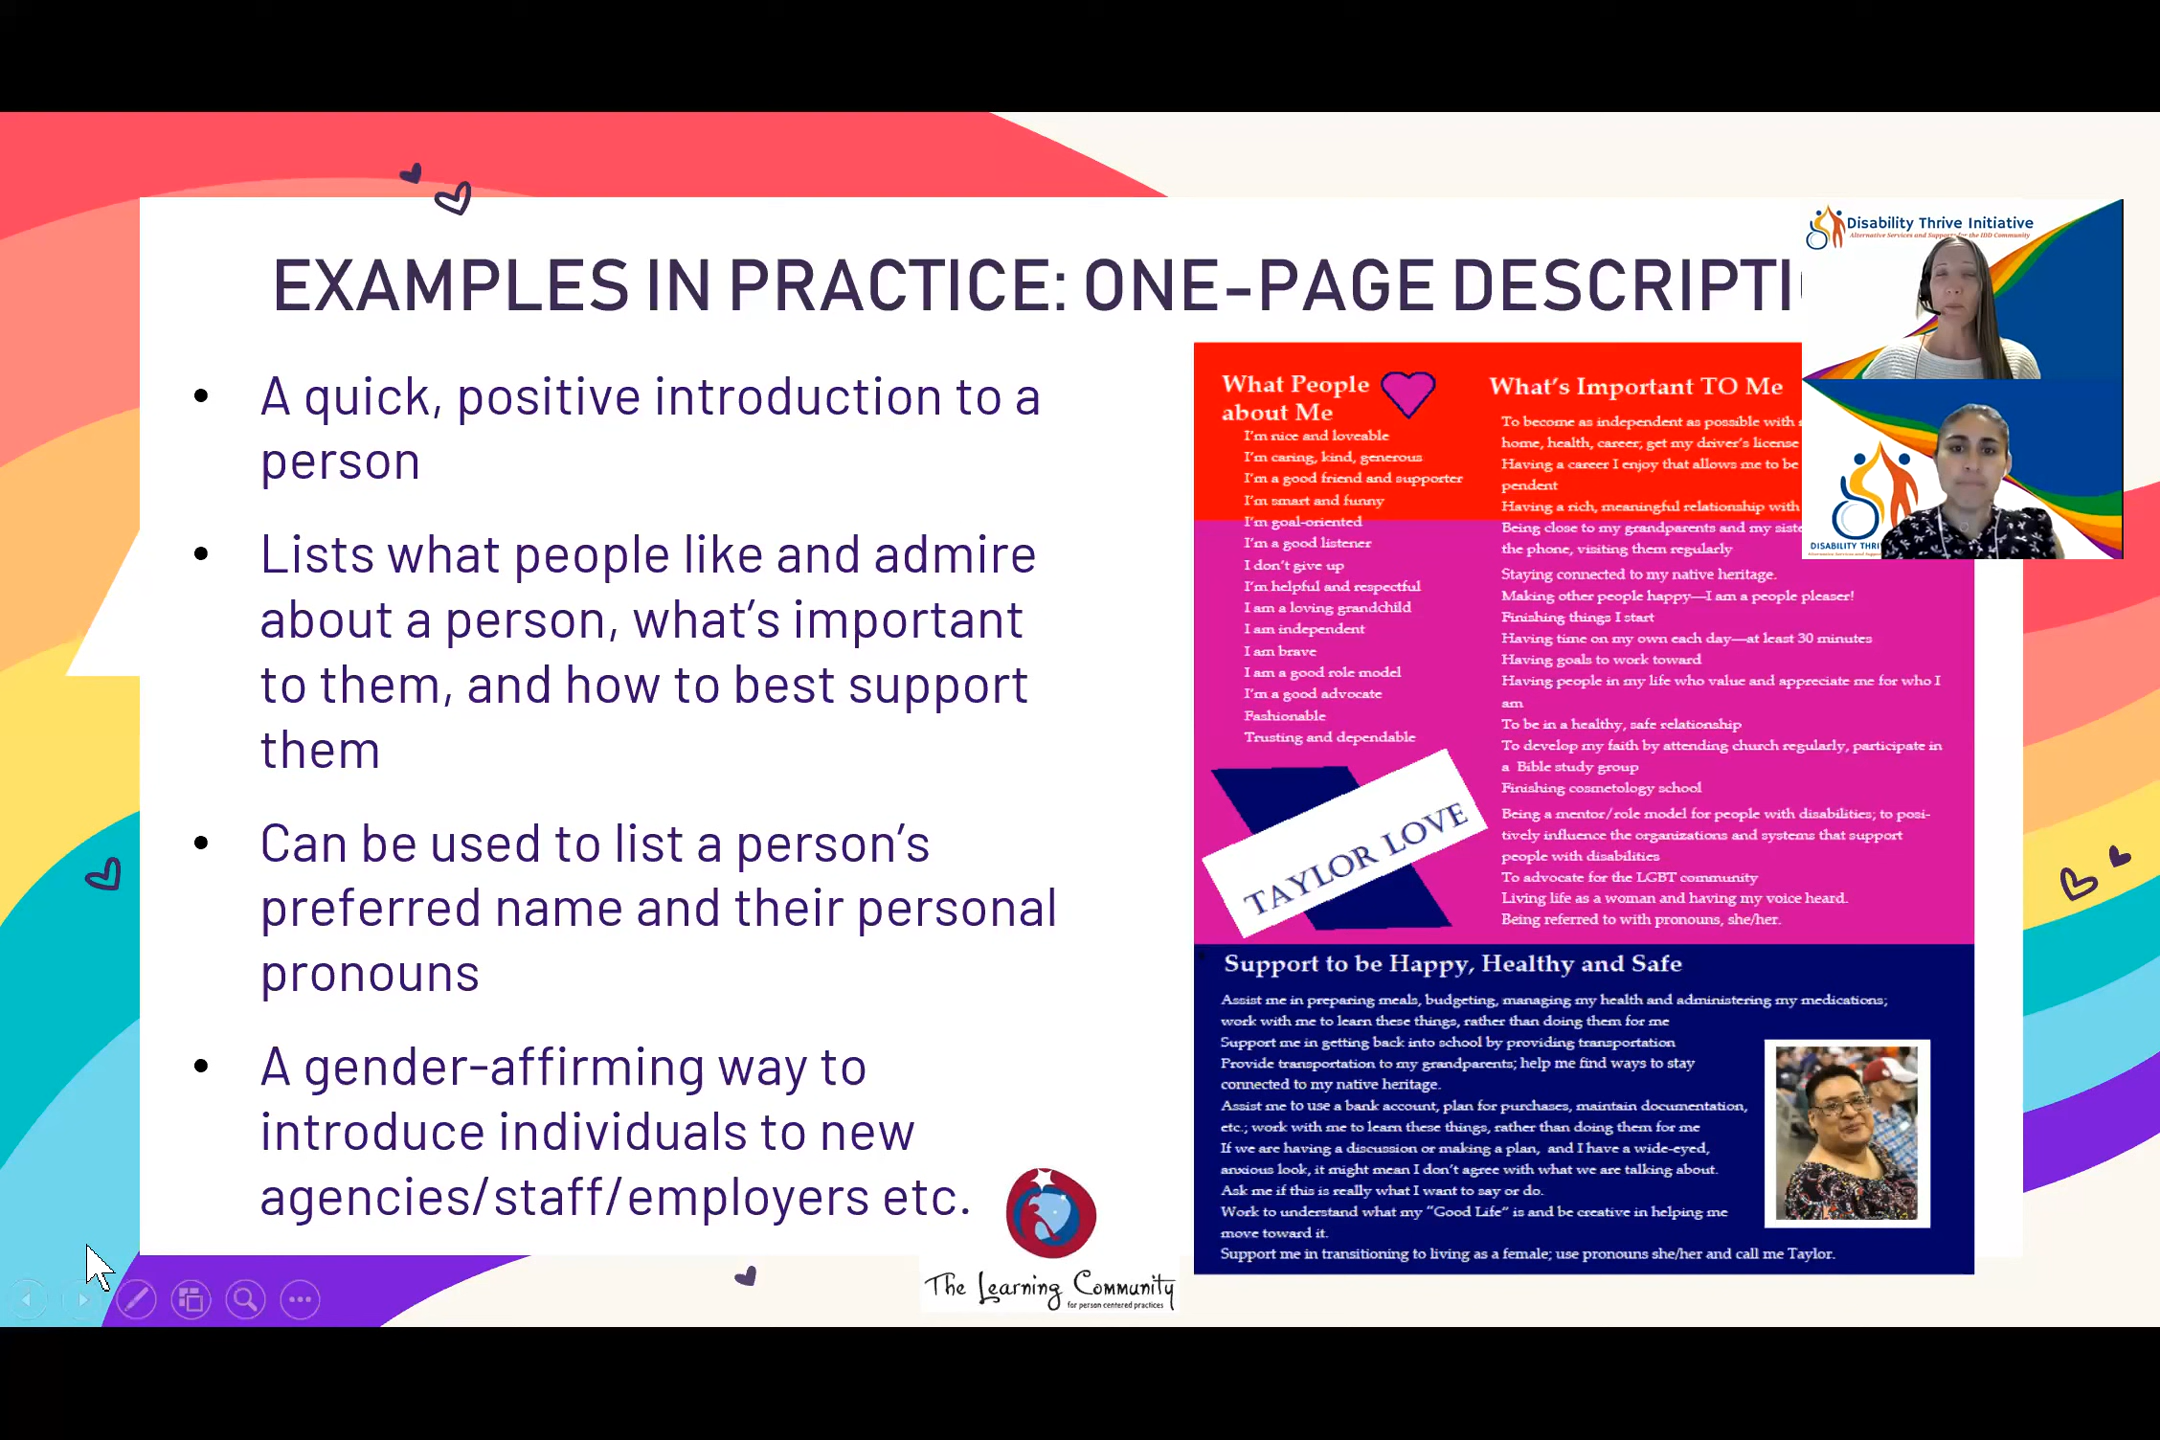 EXAMPLES IN PRACTICE: ONE-PAGE DESCRIPTI
• A quick, positive introduction to a
person
• Lists what people like and admire
about a person, what's important
to them, and how to best support
them
• Can be used to list a person's
preferred name and their personal
pronouns
• A gender-affirming way to
introduce individuals to new
agencies/staff/employers etc.
The Learning Community
for person centered practices
What People
about Me
I'm nice and loveable
I'm caring, kind, generous
I'm a good friend and supporter
I'm smart and funny
I'm goal-oriented
I'm a good listener
I don't give up
I'm helpful and respectful
I am a loving grandchild
I am independent
I am brave
I am a good role model
I'm a good advocate
Fashionable
Trusting and dependable
TAYLOR LOVE
What's Important TO Me
To become as independent as possible with
home, health, career; get my driver's license
Having a career I enjoy that allows me to be
pendent
Having a rich, meaningful relationship with
Being close to my grandparents and my siste
the phone, visiting them regularly
Staying connected to my native heritage.
Making other people happy—I am a people pleaser!
Finishing things I start
Having time on my own each day—at least 30 minutes
Having goals to work toward
Having people in my life who value and appreciate me for who I
am
To be in a healthy, safe relationship
To develop my faith by attending church regularly, participate in
a Bible study group
Finishing cosmetology school
Being a mentor/role model for people with disabilities; to posi-
tively influence the organizations and systems that support
people with disabilities
To advocate for the LGBT community
Living life as a woman and having my voice heard.
Being referred to with pronouns, she/her.
Support to be Happy, Healthy and Safe
Assist me in preparing meals, budgeting, managing my health and administering my medications;
work with me to learn these things, rather than doing them for me
Support me in getting back into school by providing transportation
Provide transportation to my grandparents; help me find ways to stay
connected to my native heritage.
Assist me to use a bank account, plan for purchases, maintain documentation,
etc.; work with me to learn these things, rather than doing them for me
If we are having a discussion or making a plan, and I have a wide-eyed,
anxious look, it might mean I don't agree with what we are talking about.
Ask me if this is really what I want to say or do.
Work to understand what my "Good Life" is and be creative in helping me
move toward it.
Support me in transitioning to living as a female; use pronouns she/her and call me Taylor.
Disability Thrive Initiative
Alternative Services and Supports for the IDD Community
DISABILITY THRI